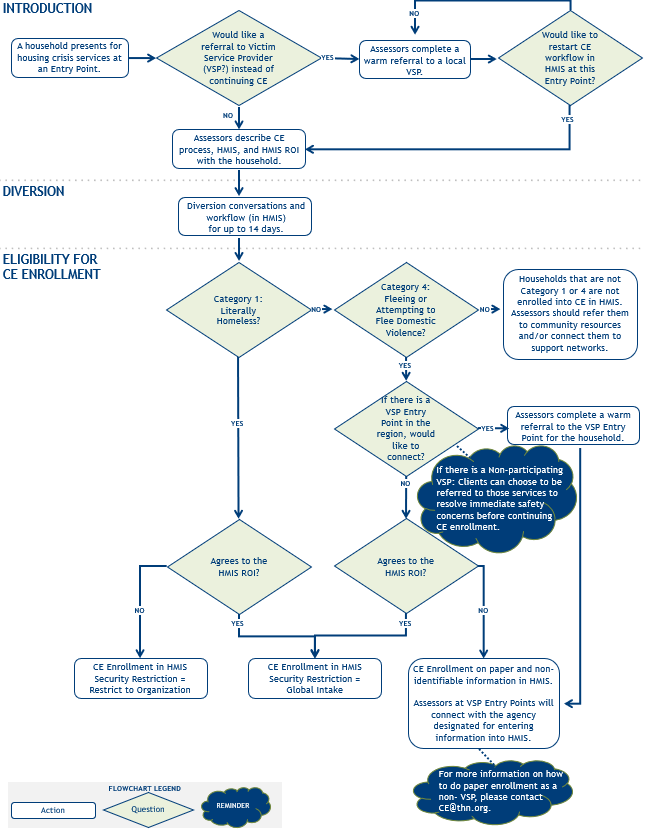 INTRODUCTION
A household presents for
housing crisis services at
an Entry Point.
Would like a
referral to Victim
Service Provider
(VSP?) instead of
continuing CE
YES
Assessors complete a
warm referral to a local
VSP.
NO
Would like to
restart CE
workflow in
HMIS at this
Entry Point?
NO
YES
Assessors describe CE
process, HMIS, and HMIS ROI
with the household.
DIVERSION
Diversion conversations and
workflow (in HMIS)
for up to 14 days.
ELIGIBILITY FOR
CE ENROLLMENT
Category 1:
Literally
Homeless?
NO
Category 4:
Fleeing or
Attempting to
Flee Domestic
Violence?
NO
Households that are not
Category 1 or 4 are not
enrolled into CE in HMIS.
Assessors should refer them
to community resources
and/or connect them to
support networks.
YES
YES
If there is a
VSP Entry
Point in the
region, would
like to
connect?
YES
Assessors complete a warm
referral to the VSP Entry
Point for the household.
If there is a Non-participating
VSP: Clients can choose to be
referred to those services to
resolve immediate safety
concerns before continuing
CE enrollment.
NO
Agrees to the
HMIS ROI?
Agrees to the
HMIS ROI?
NO
YES
YES
NO
CE Enrollment in HMIS
Security Restriction =
Restrict to Organization
CE Enrollment in HMIS
Security Restriction =
Global Intake
CE Enrollment on paper and non-
identifiable information in HMIS.
Assessors at VSP Entry Points will
connect with the agency
designated for entering
information into HMIS.
For more information on how
to do paper enrollment as a
non- VSP, please contact
CE@thn.org.
FLOWCHART LEGEND
Action
Question
REMINDER